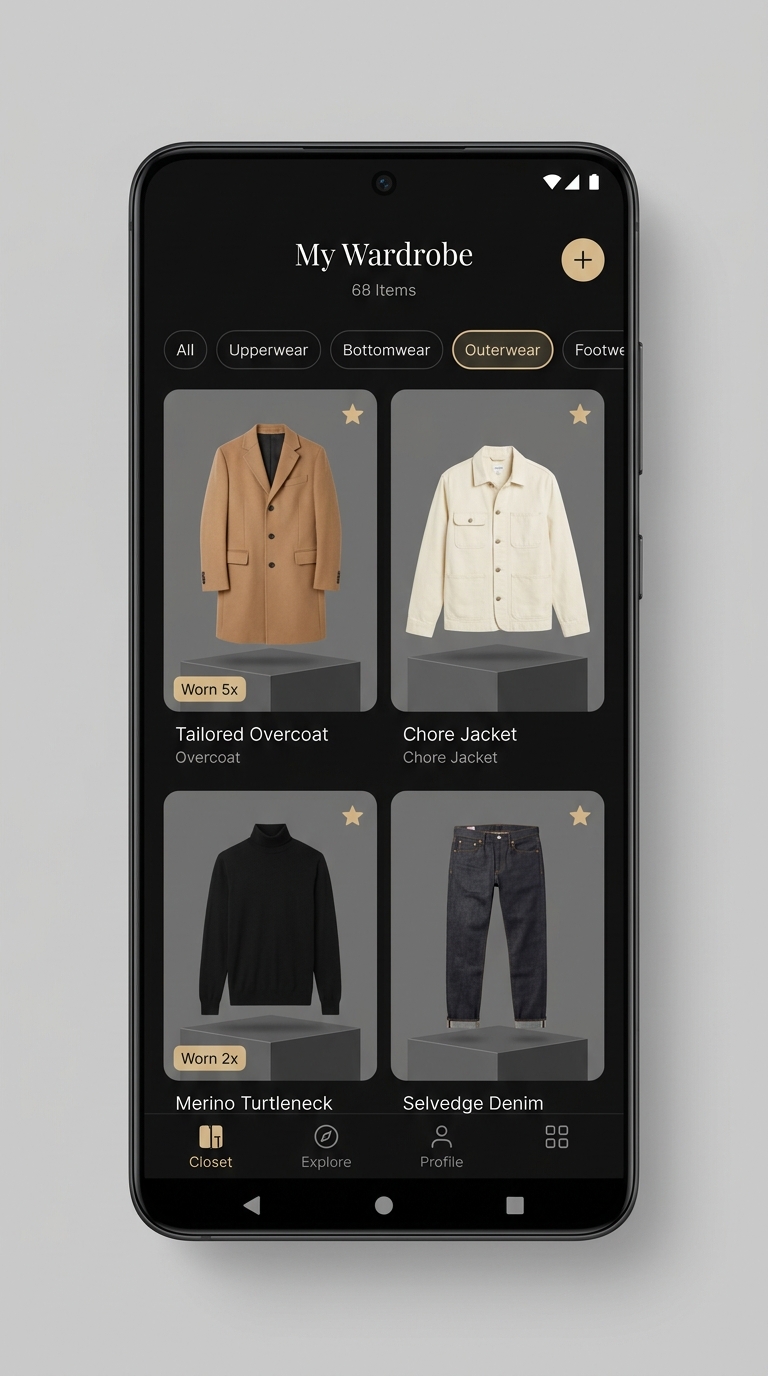 My Wardrobe
68 Items
All Upperwear Bottomwear Outerwear Footwe
Worn 5x
Tailored Overcoat Chore Jacket
Overcoat Chore Jacket
Worn 2x
Merino Turtleneck Selvedge Denim
Closet Explore Profile